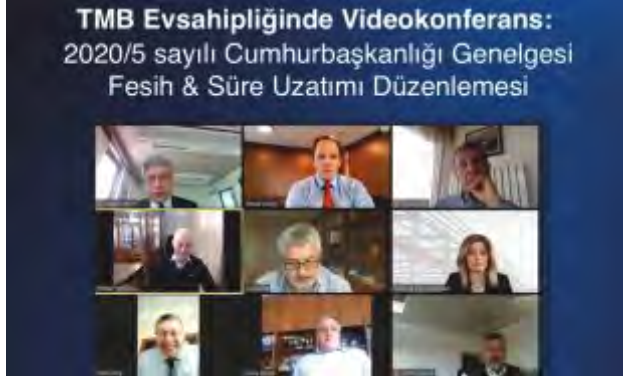 TMB Evsahipliğinde Videokonferans:
2020/5 sayılı Cumhurbaşkanlığı Genelgesi
Fesih & Süre Uzatımı Düzenlemesi